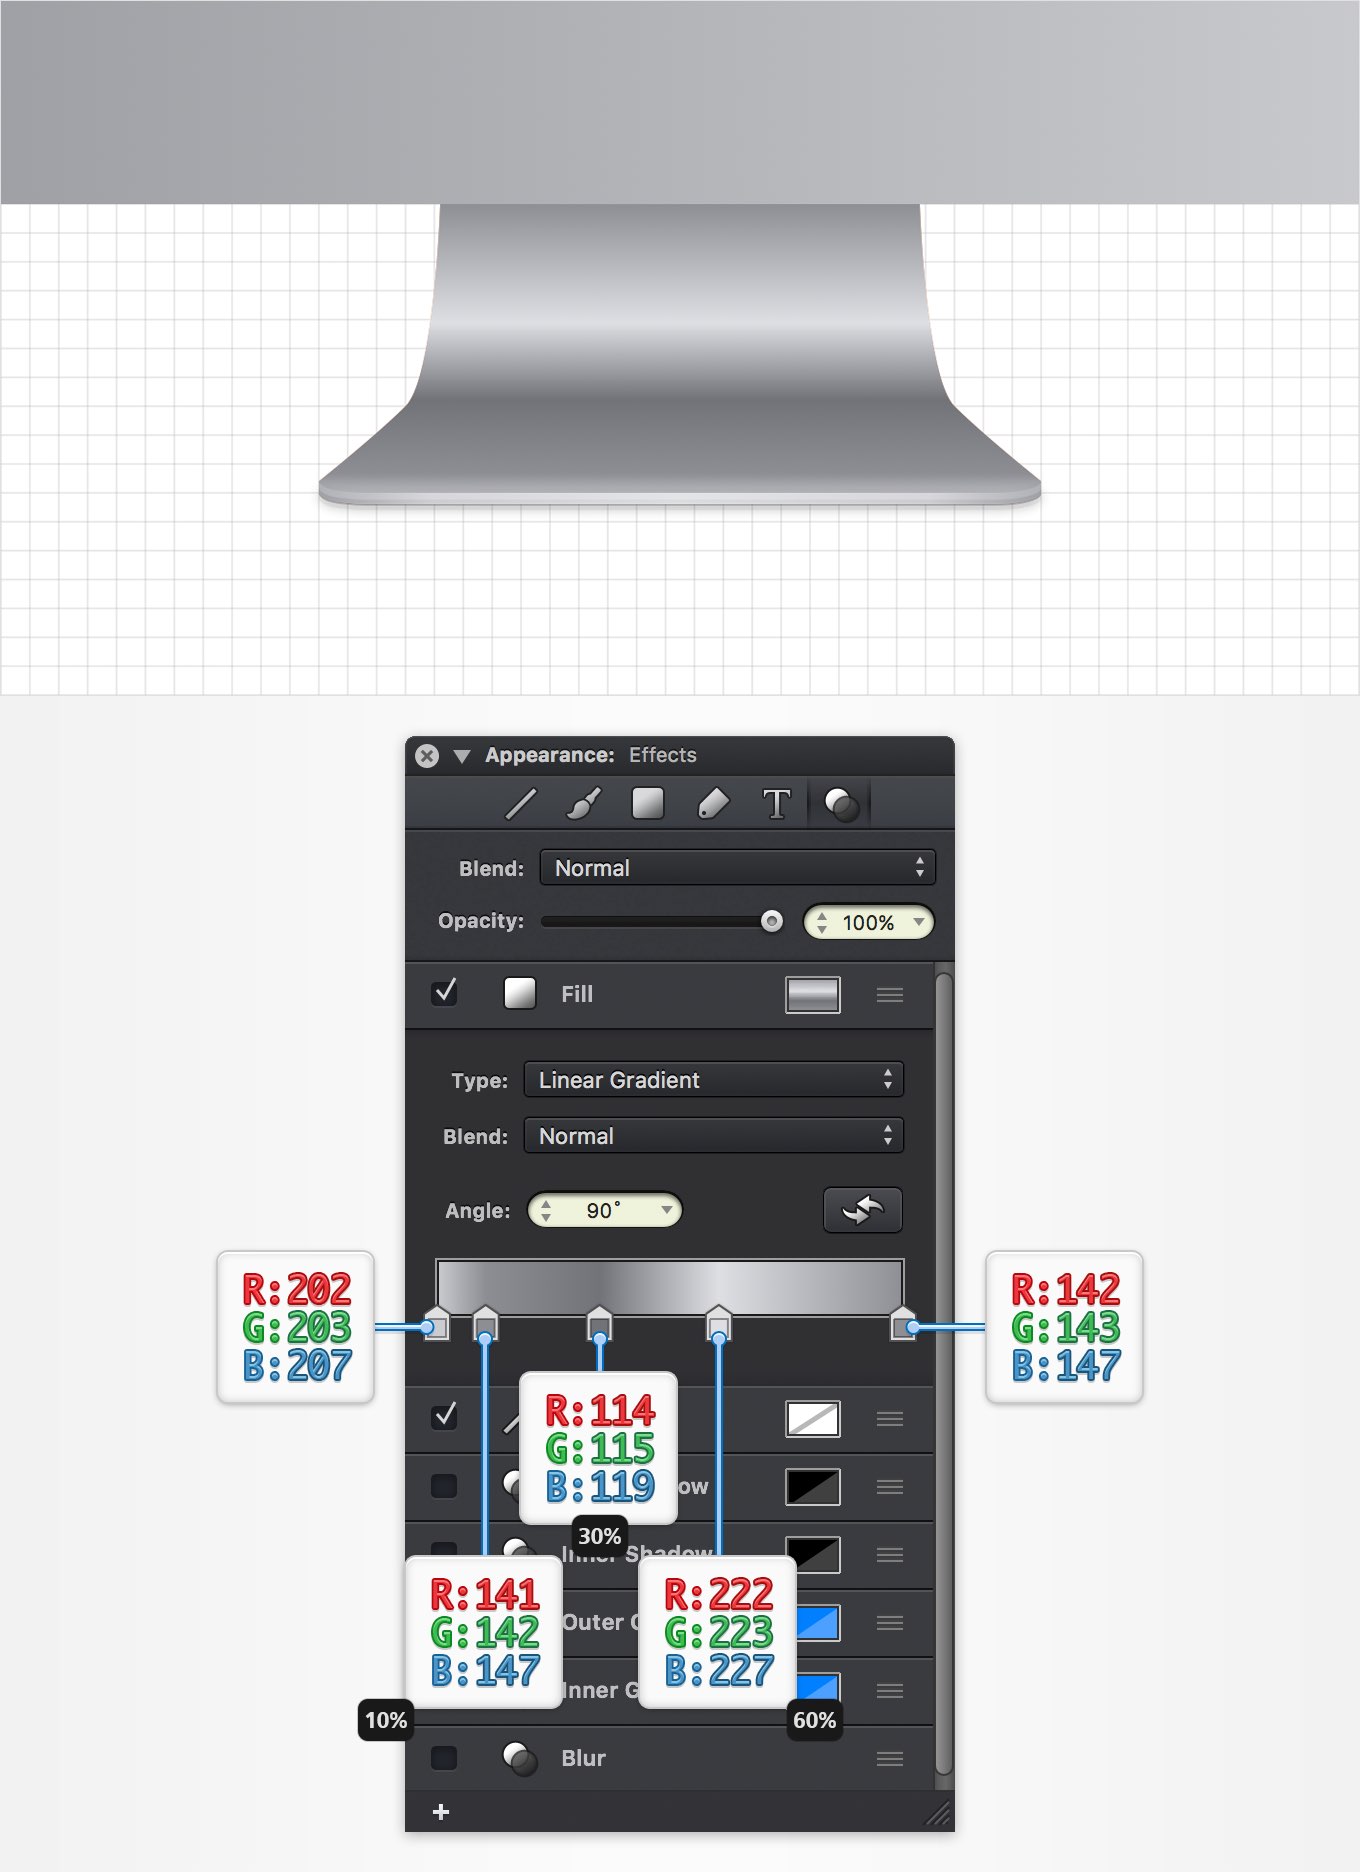 Appearance: Effects
T
Blend: Normal
Opacity: 100%
Fill
Type: Linear Gradient
Blend: Normal
Angle: 90°
R:202
G:203
B:207
R:142
G:143
B:147
R:114
G:115
B:119
30%
ow
Inner Shadow
R:141
G:142
B:147
10%
Outer G
R:222
G:223
B:227
60%
Inner G
Blur